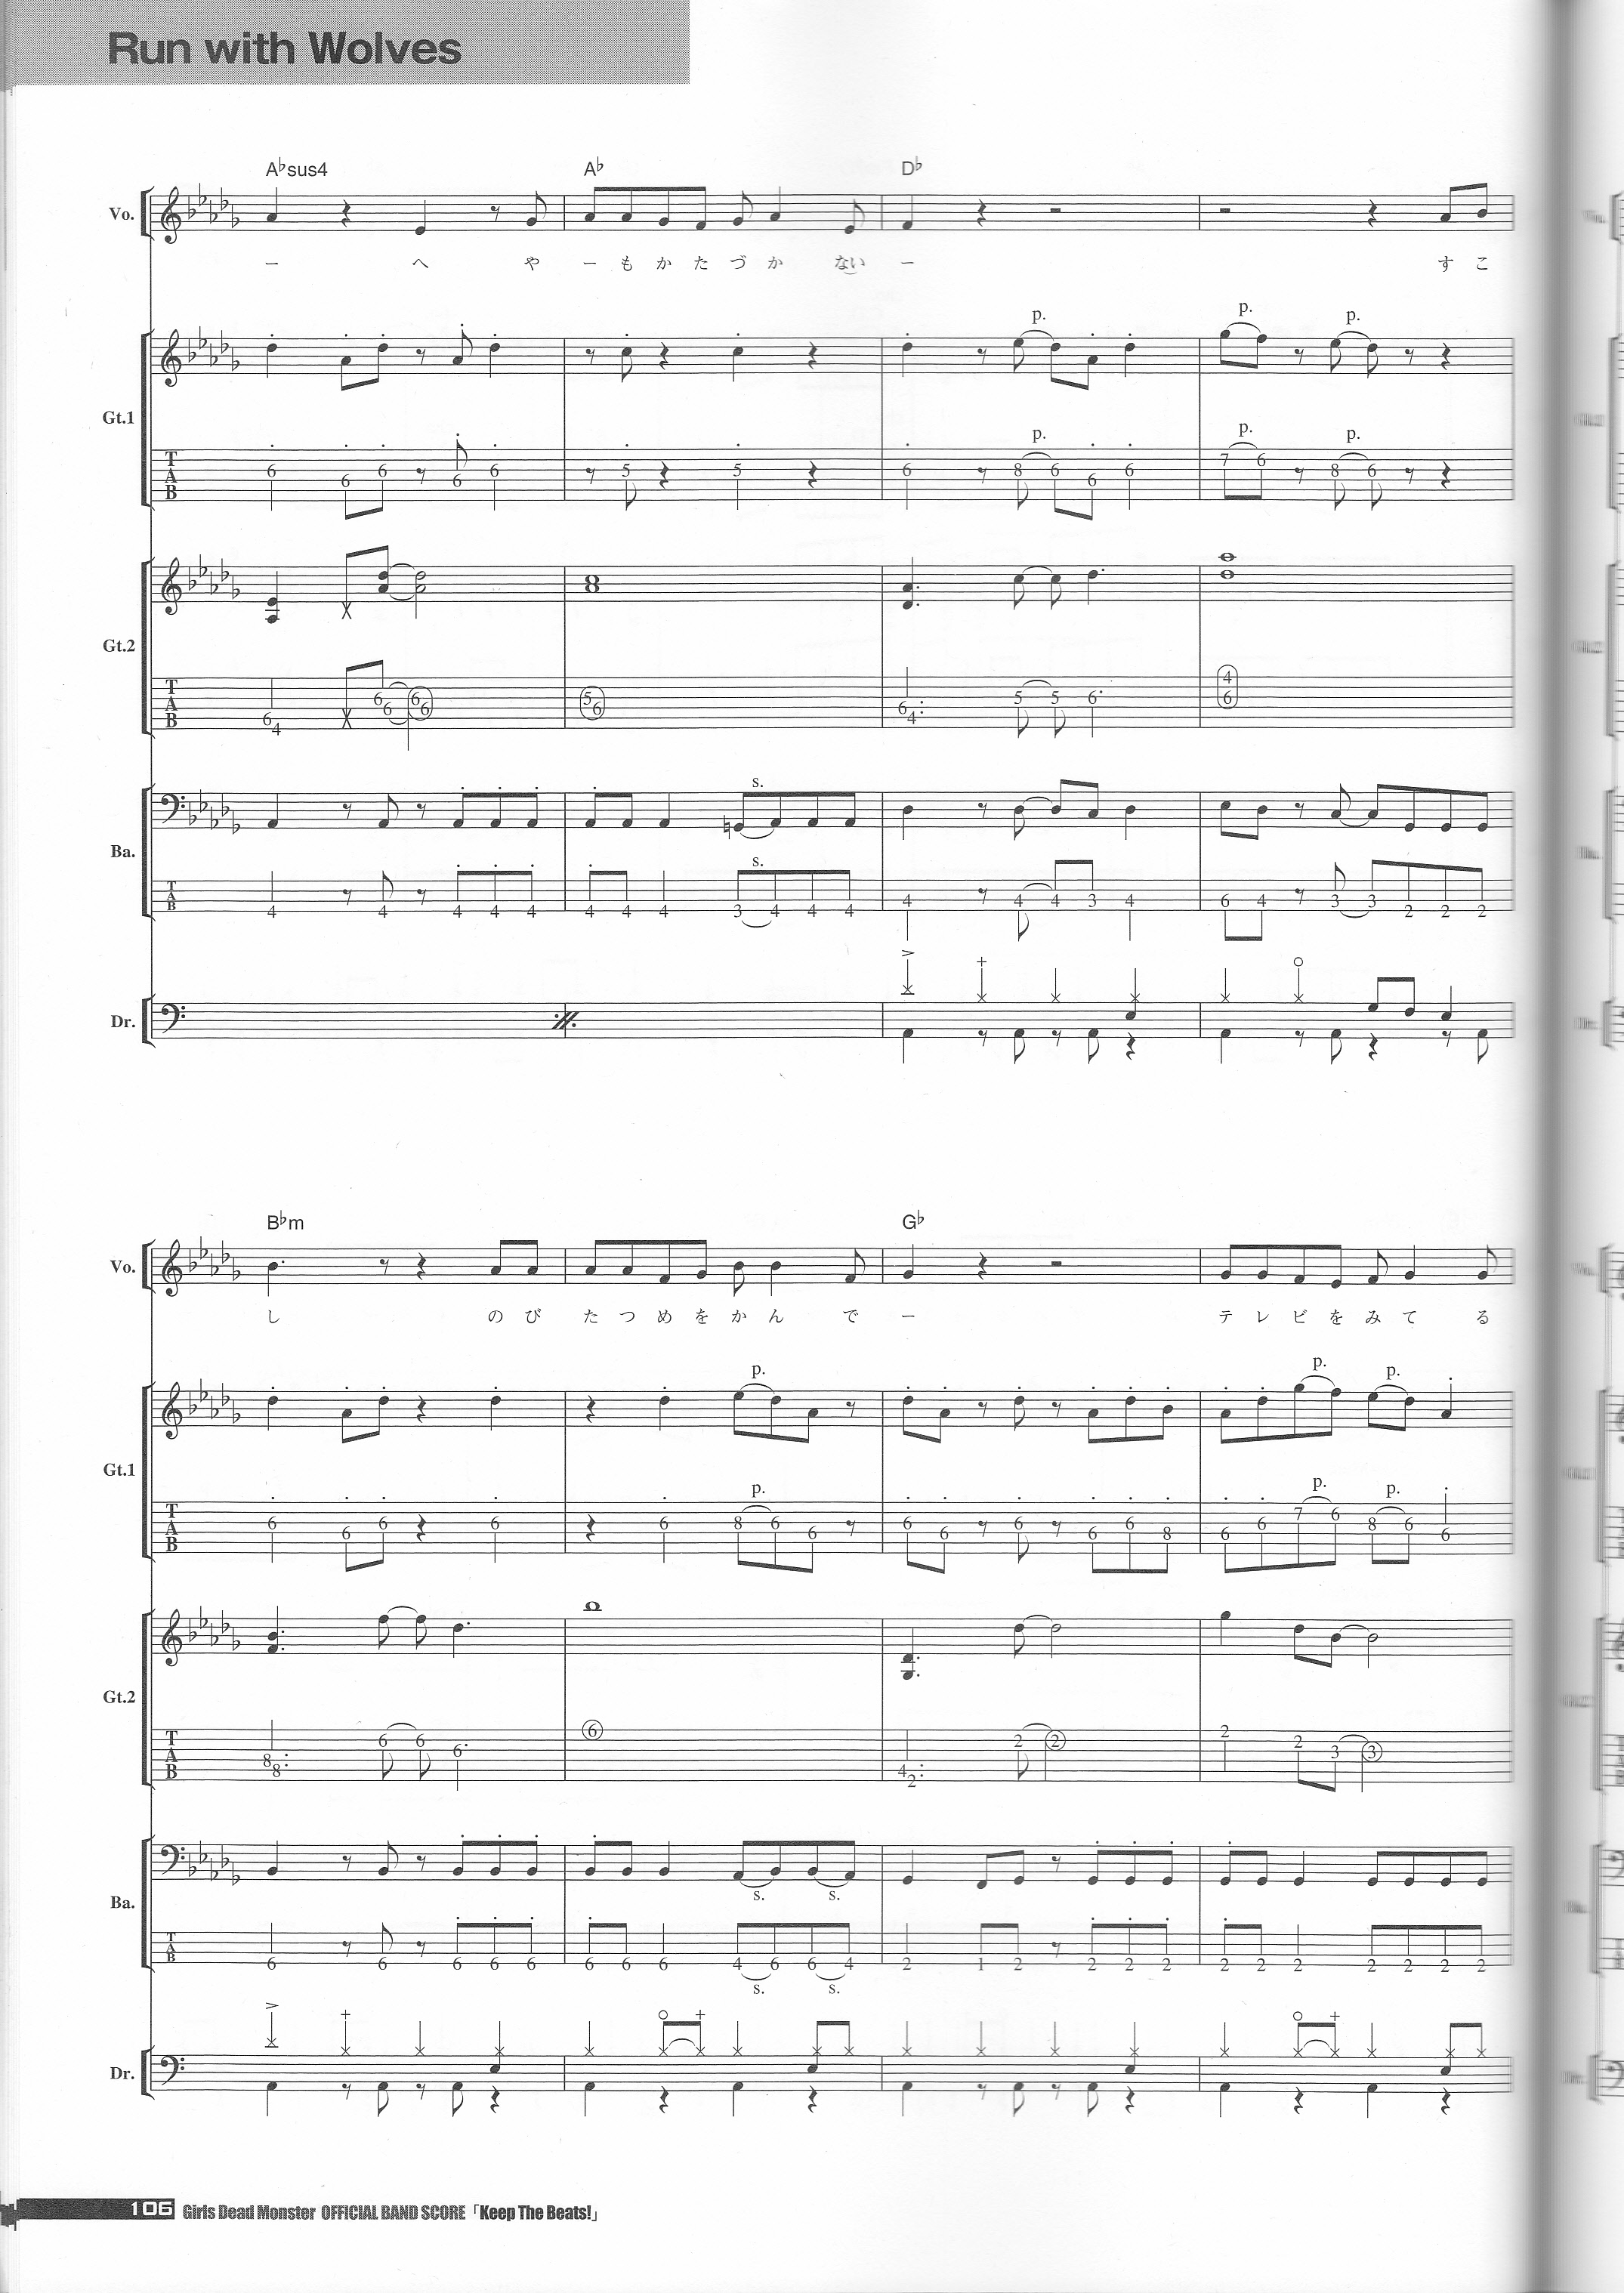 Run with Wolves
A♭sus4 A♭ D♭
Vo.
ー へ や ー も か た づ か ない ー す こ
p. p. p.
Gt.1
p. p. p.
T A B 6 6 6 6 6 5 5 6 8 6 6 6 7 6 8 6
Gt.2
T A B 6 4 X 6 6 6 6 5 6 6 4 5 5 6 4 6
s.
Ba.
s.
T A B 4 4 4 4 4 4 4 4 3 4 4 4 4 4 4 3 4 6 4 3 3 2 2 2
Dr.
B♭m G♭
Vo.
し の び た つ め を か ん で ー テ レ ビ を み て る
p. p. p.
Gt.1
p. p. p.
T A B 6 6 6 6 6 8 6 6 6 6 6 6 6 8 6 6 7 6 8 6 6
Gt.2
T A B 8 8 6 6 6 6 4 2 2 2 2 2 3 3
Ba.
s. s.
T A B 6 6 6 6 6 6 6 6 4 6 6 4 2 1 2 2 2 2 2 2 2 2 2 2 2
s. s.
Dr.
106 Girls Dead Monster OFFICIAL BAND SCORE「Keep The Beats!」